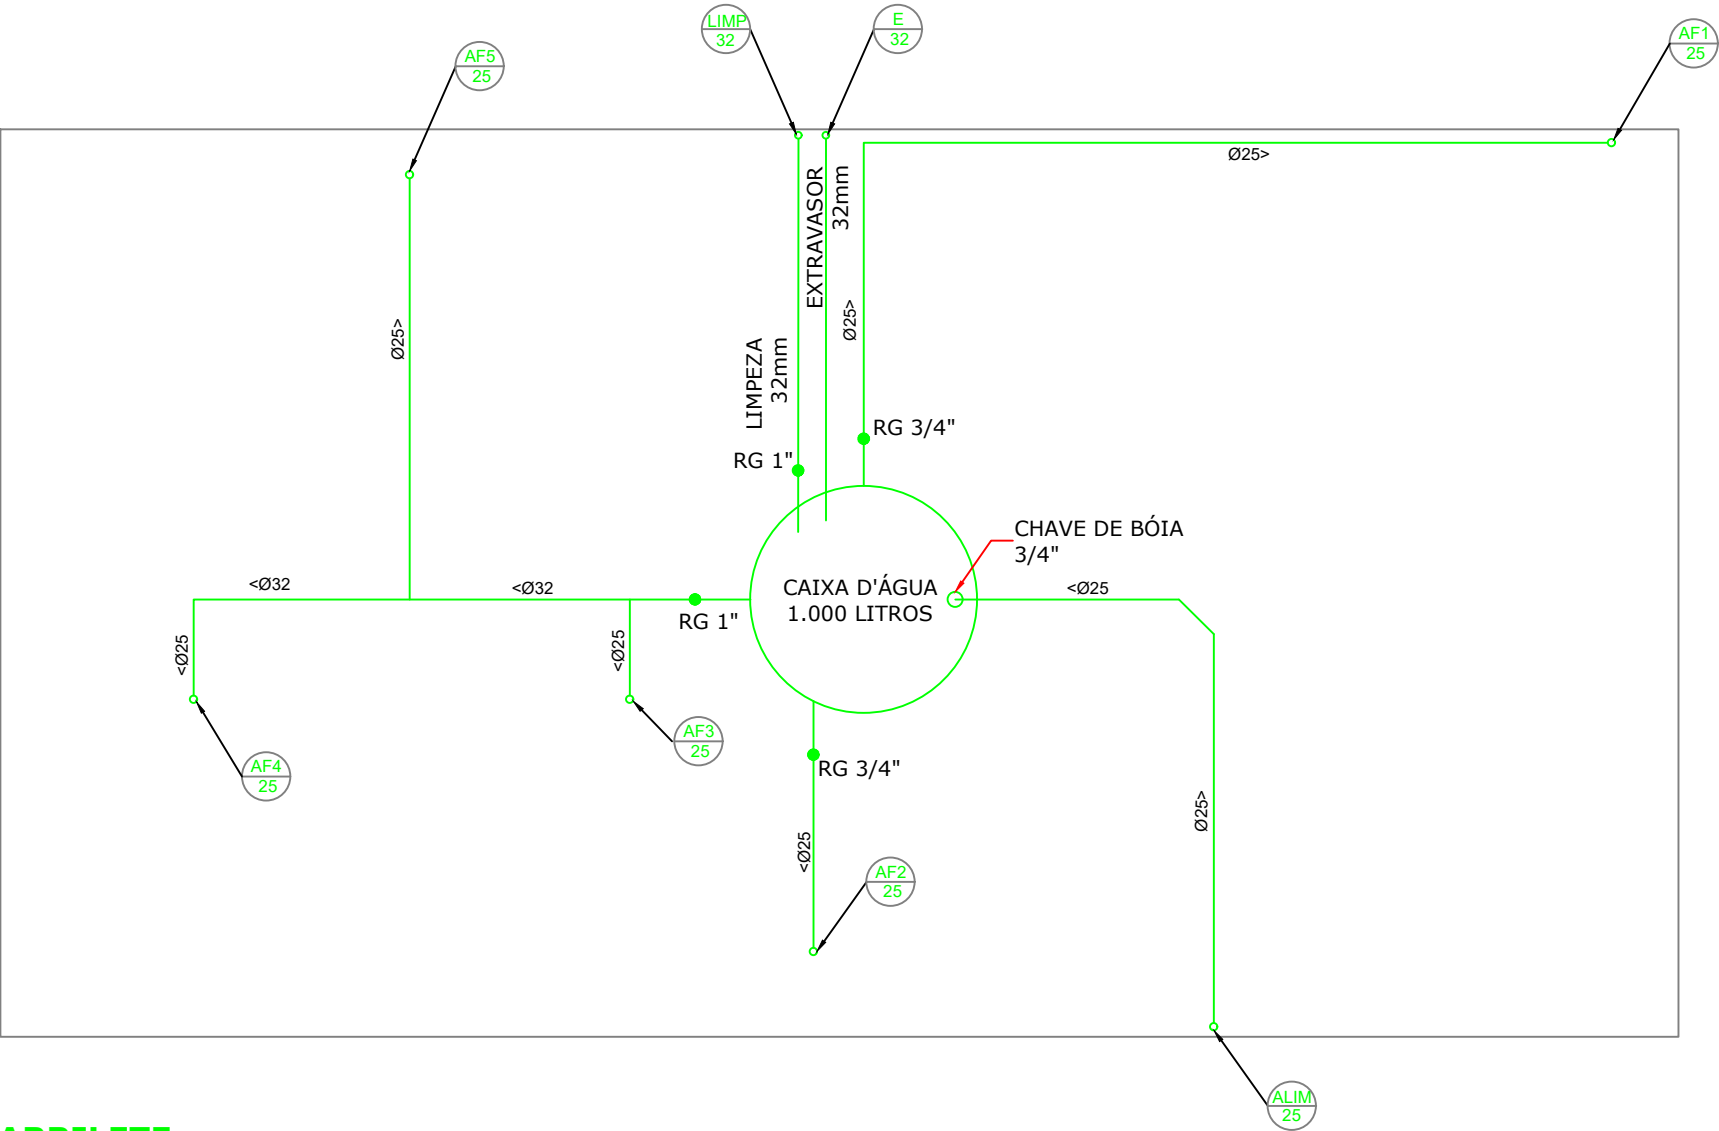 LIMP
32
E
32
AF1
25
AF5
25
Ø25>
EXTRAVASOR
32mm
Ø25>
Ø25>
LIMPEZA
32mm
RG 3/4"
RG 1"
CHAVE DE BÓIA
3/4"
<Ø32
<Ø32
CAIXA D'ÁGUA
1.000 LITROS
<Ø25
RG 1"
<Ø25
<Ø25
AF3
25
AF4
25
RG 3/4"
Ø25>
<Ø25
AF2
25
ALIM
25